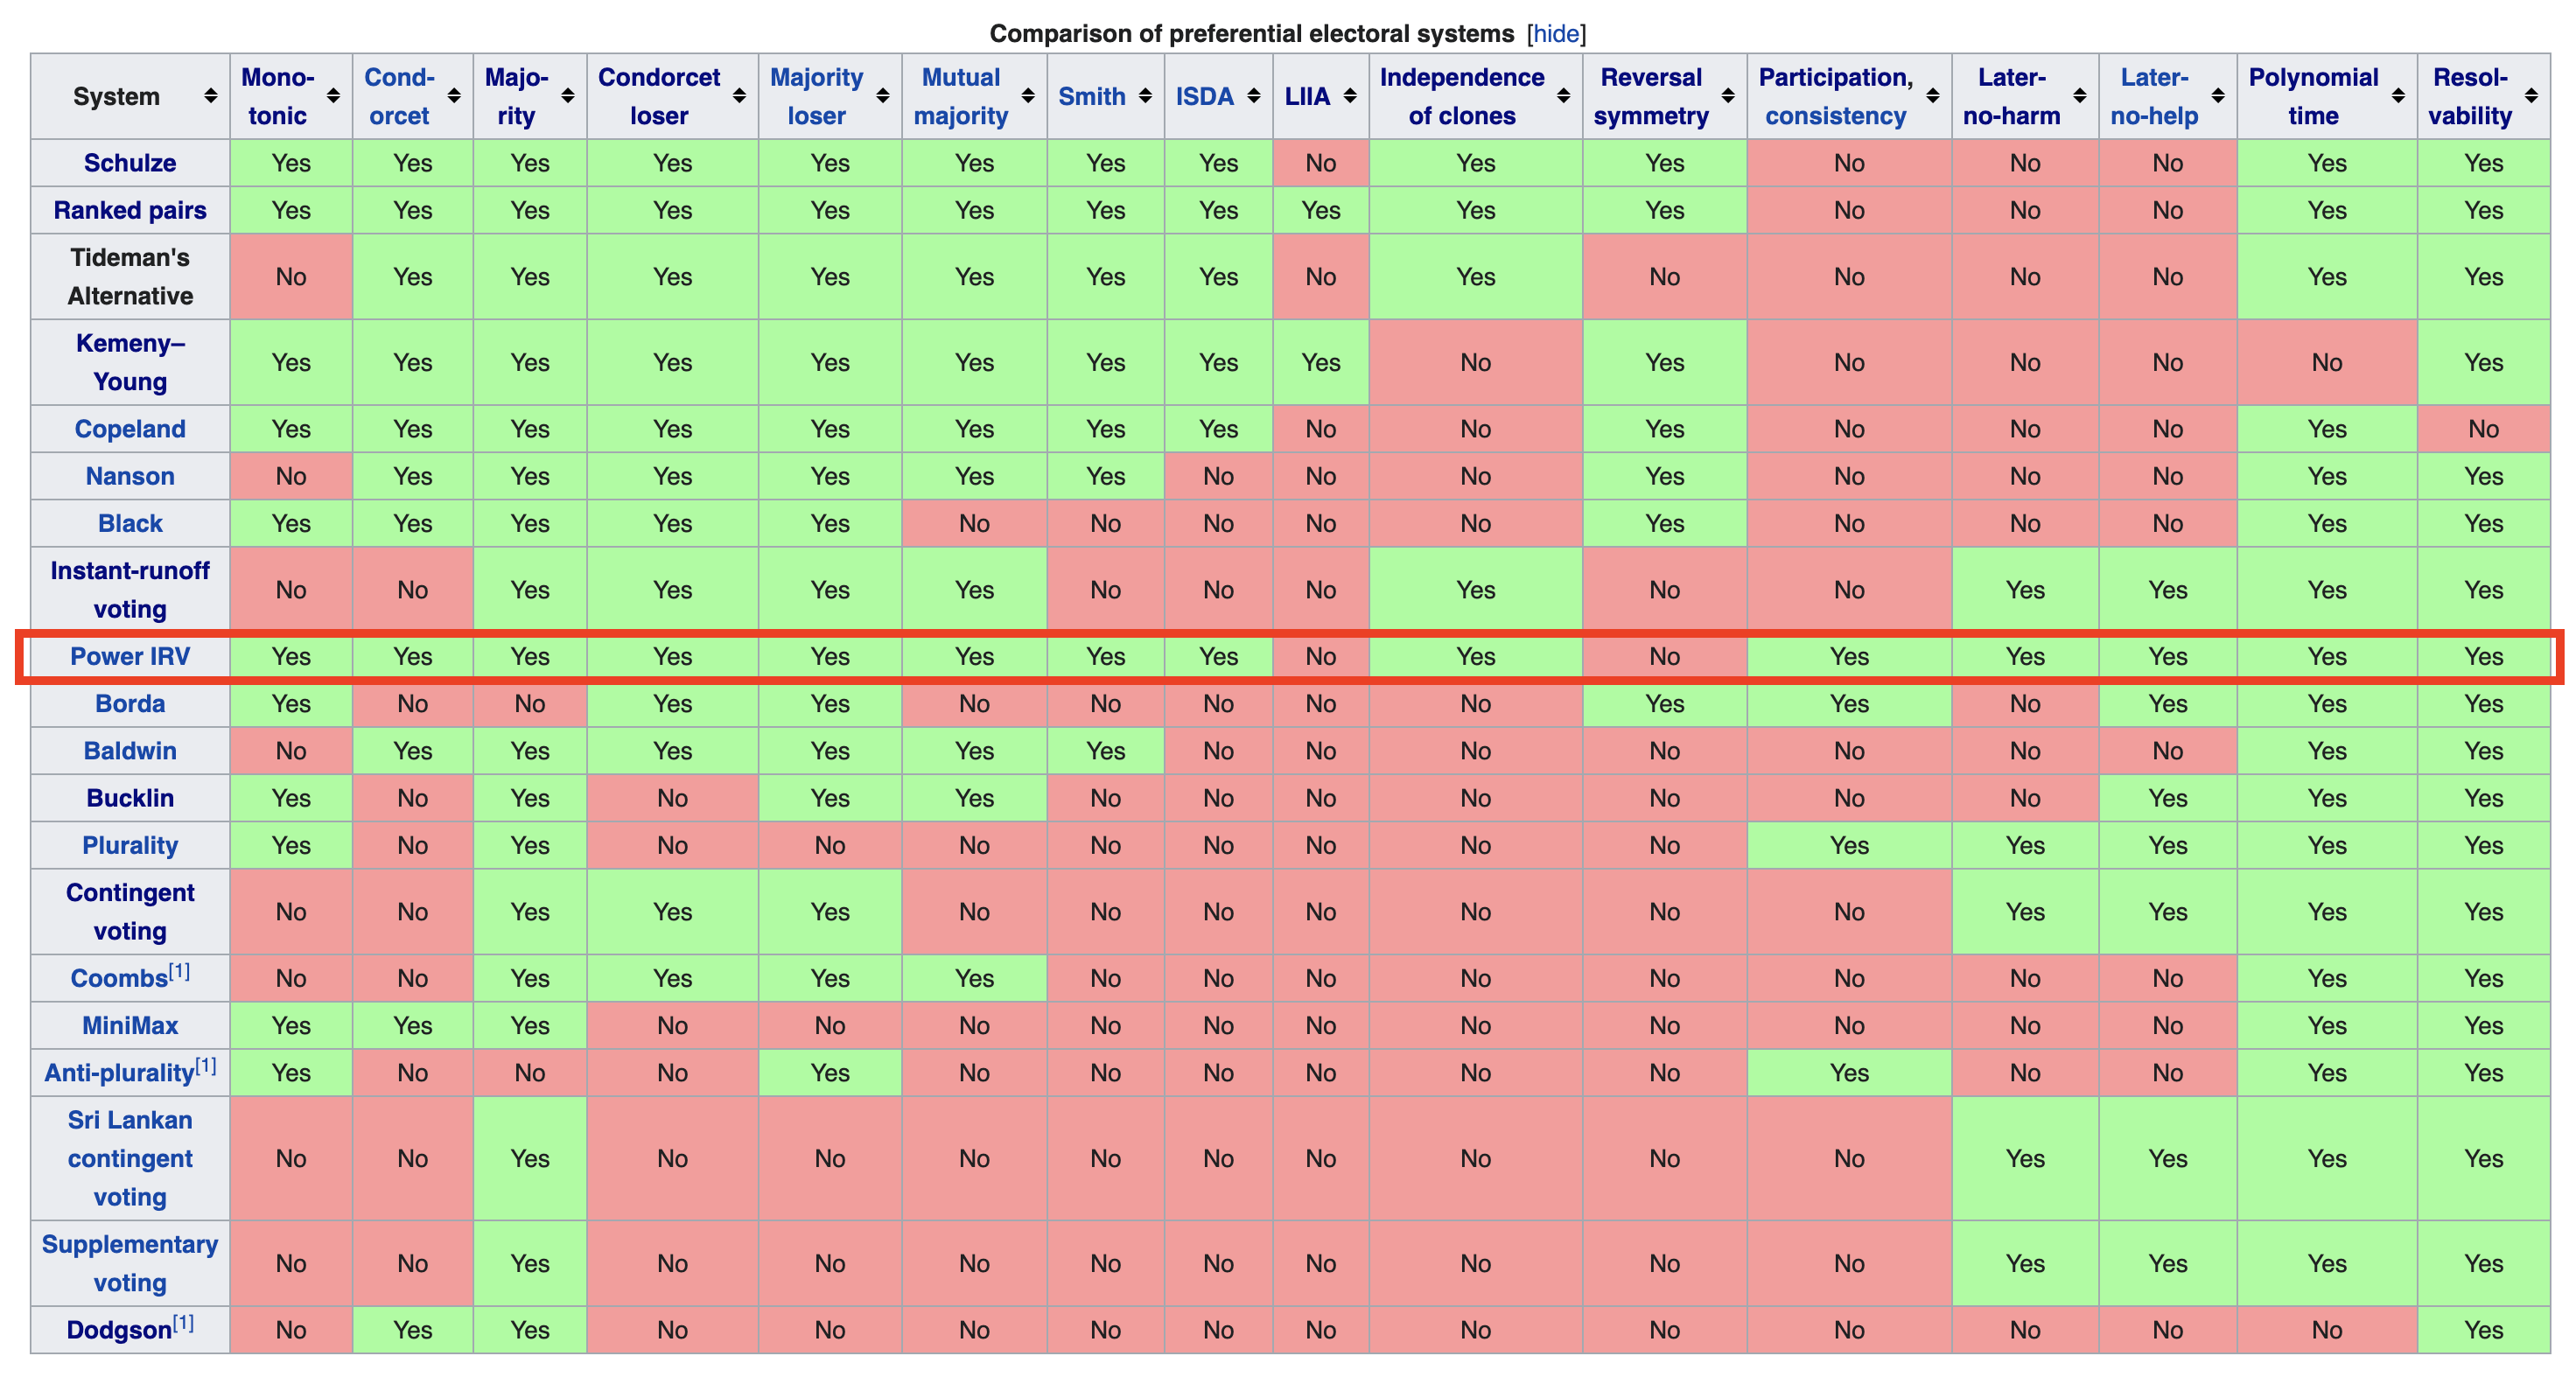 Comparison of preferential electoral systems [hide]
System Mono-tonic Cond-orcet Majo-rity Condorcet loser Majority loser Mutual majority Smith ISDA LIIA Independence of clones Reversal symmetry Participation, consistency Later-no-harm Later-no-help Polynomial time Resol-vability
Schulze Yes Yes Yes Yes Yes Yes Yes Yes No Yes Yes No No No Yes Yes
Ranked pairs Yes Yes Yes Yes Yes Yes Yes Yes Yes Yes Yes No No No Yes Yes
Tideman's Alternative No Yes Yes Yes Yes Yes Yes Yes No Yes No No No No Yes Yes
Kemeny–Young Yes Yes Yes Yes Yes Yes Yes Yes Yes No Yes No No No No Yes
Copeland Yes Yes Yes Yes Yes Yes Yes Yes No No Yes No No No Yes No
Nanson No Yes Yes Yes Yes Yes Yes No No No Yes No No No Yes Yes
Black Yes Yes Yes Yes Yes No No No No No Yes No No No Yes Yes
Instant-runoff voting No No Yes Yes Yes Yes No No No Yes No No Yes Yes Yes Yes
Power IRV Yes Yes Yes Yes Yes Yes Yes Yes No Yes No Yes Yes Yes Yes Yes
Borda Yes No No Yes Yes No No No No No Yes Yes No Yes Yes Yes
Baldwin No Yes Yes Yes Yes Yes Yes No No No No No No No Yes Yes
Bucklin Yes No Yes No Yes Yes No No No No No No No Yes Yes Yes
Plurality Yes No Yes No No No No No No No No Yes Yes Yes Yes Yes
Contingent voting No No Yes Yes Yes No No No No No No No Yes Yes Yes Yes
Coombs[1] No No Yes Yes Yes Yes No No No No No No No No Yes Yes
MiniMax Yes Yes Yes No No No No No No No No No No No Yes Yes
Anti-plurality[1] Yes No No No Yes No No No No No No Yes No No Yes Yes
Sri Lankan contingent voting No No Yes No No No No No No No No No Yes Yes Yes Yes
Supplementary voting No No Yes No No No No No No No No No Yes Yes Yes Yes
Dodgson[1] No Yes Yes No No No No No No No No No No No No Yes